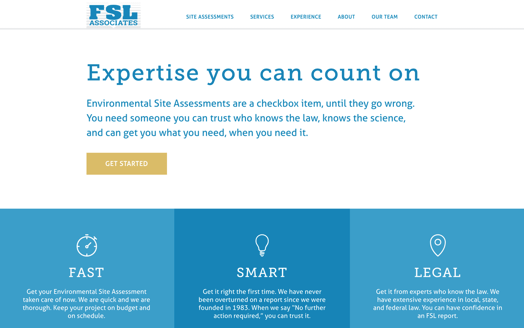 FSL
ASSOCIATES
SITE ASSESSMENTS SERVICES EXPERIENCE ABOUT OUR TEAM CONTACT
Expertise you can count on
Environmental Site Assessments are a checkbox item, until they go wrong.
You need someone you can trust who knows the law, knows the science,
and can get you what you need, when you need it.
GET STARTED
FAST
Get your Environmental Site Assessment
taken care of now. We are quick and we are
thorough. Keep your project on budget and
on schedule.
SMART
Get it right the first time. We have never
been overturned on a report since we were
founded in 1983. When we say "No further
action required," you can trust it.
LEGAL
Get it from experts who know the law. We
have extensive experience in local, state,
and federal law. You can have confidence in
an FSL report.